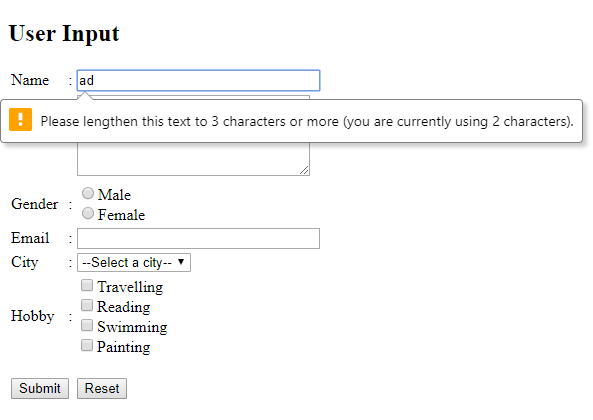 User Input
Name : ad
! Please lengthen this text to 3 characters or more (you are currently using 2 characters).
Gender : Male
Female
Email :
City : --Select a city-- ▼
Travelling
Hobby : Reading
Swimming
Painting
Submit Reset